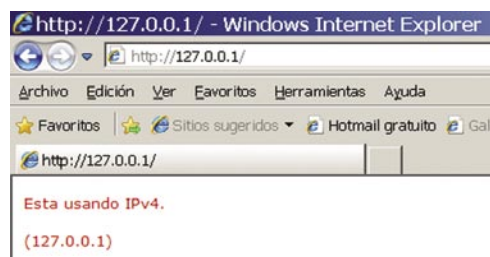 http://127.0.0.1/ - Windows Internet Explorer
http://127.0.0.1/
Archivo Edición Ver Favoritos Herramientas Ayuda
Favoritos Sitios sugeridos Hotmail gratuito Gal
http://127.0.0.1/
Esta usando IPv4.
(127.0.0.1)